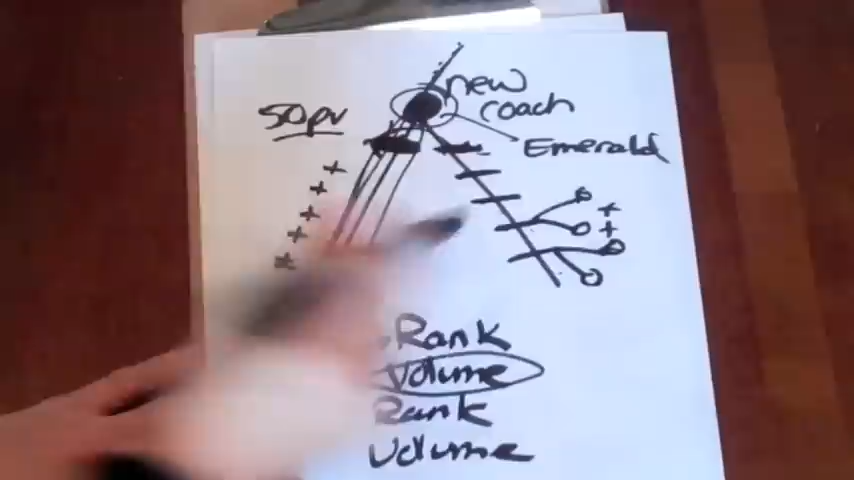 new
coach
50pv
Emerald
+
+
+
+
+
+
+
Rank
Volume
Rank
Volume